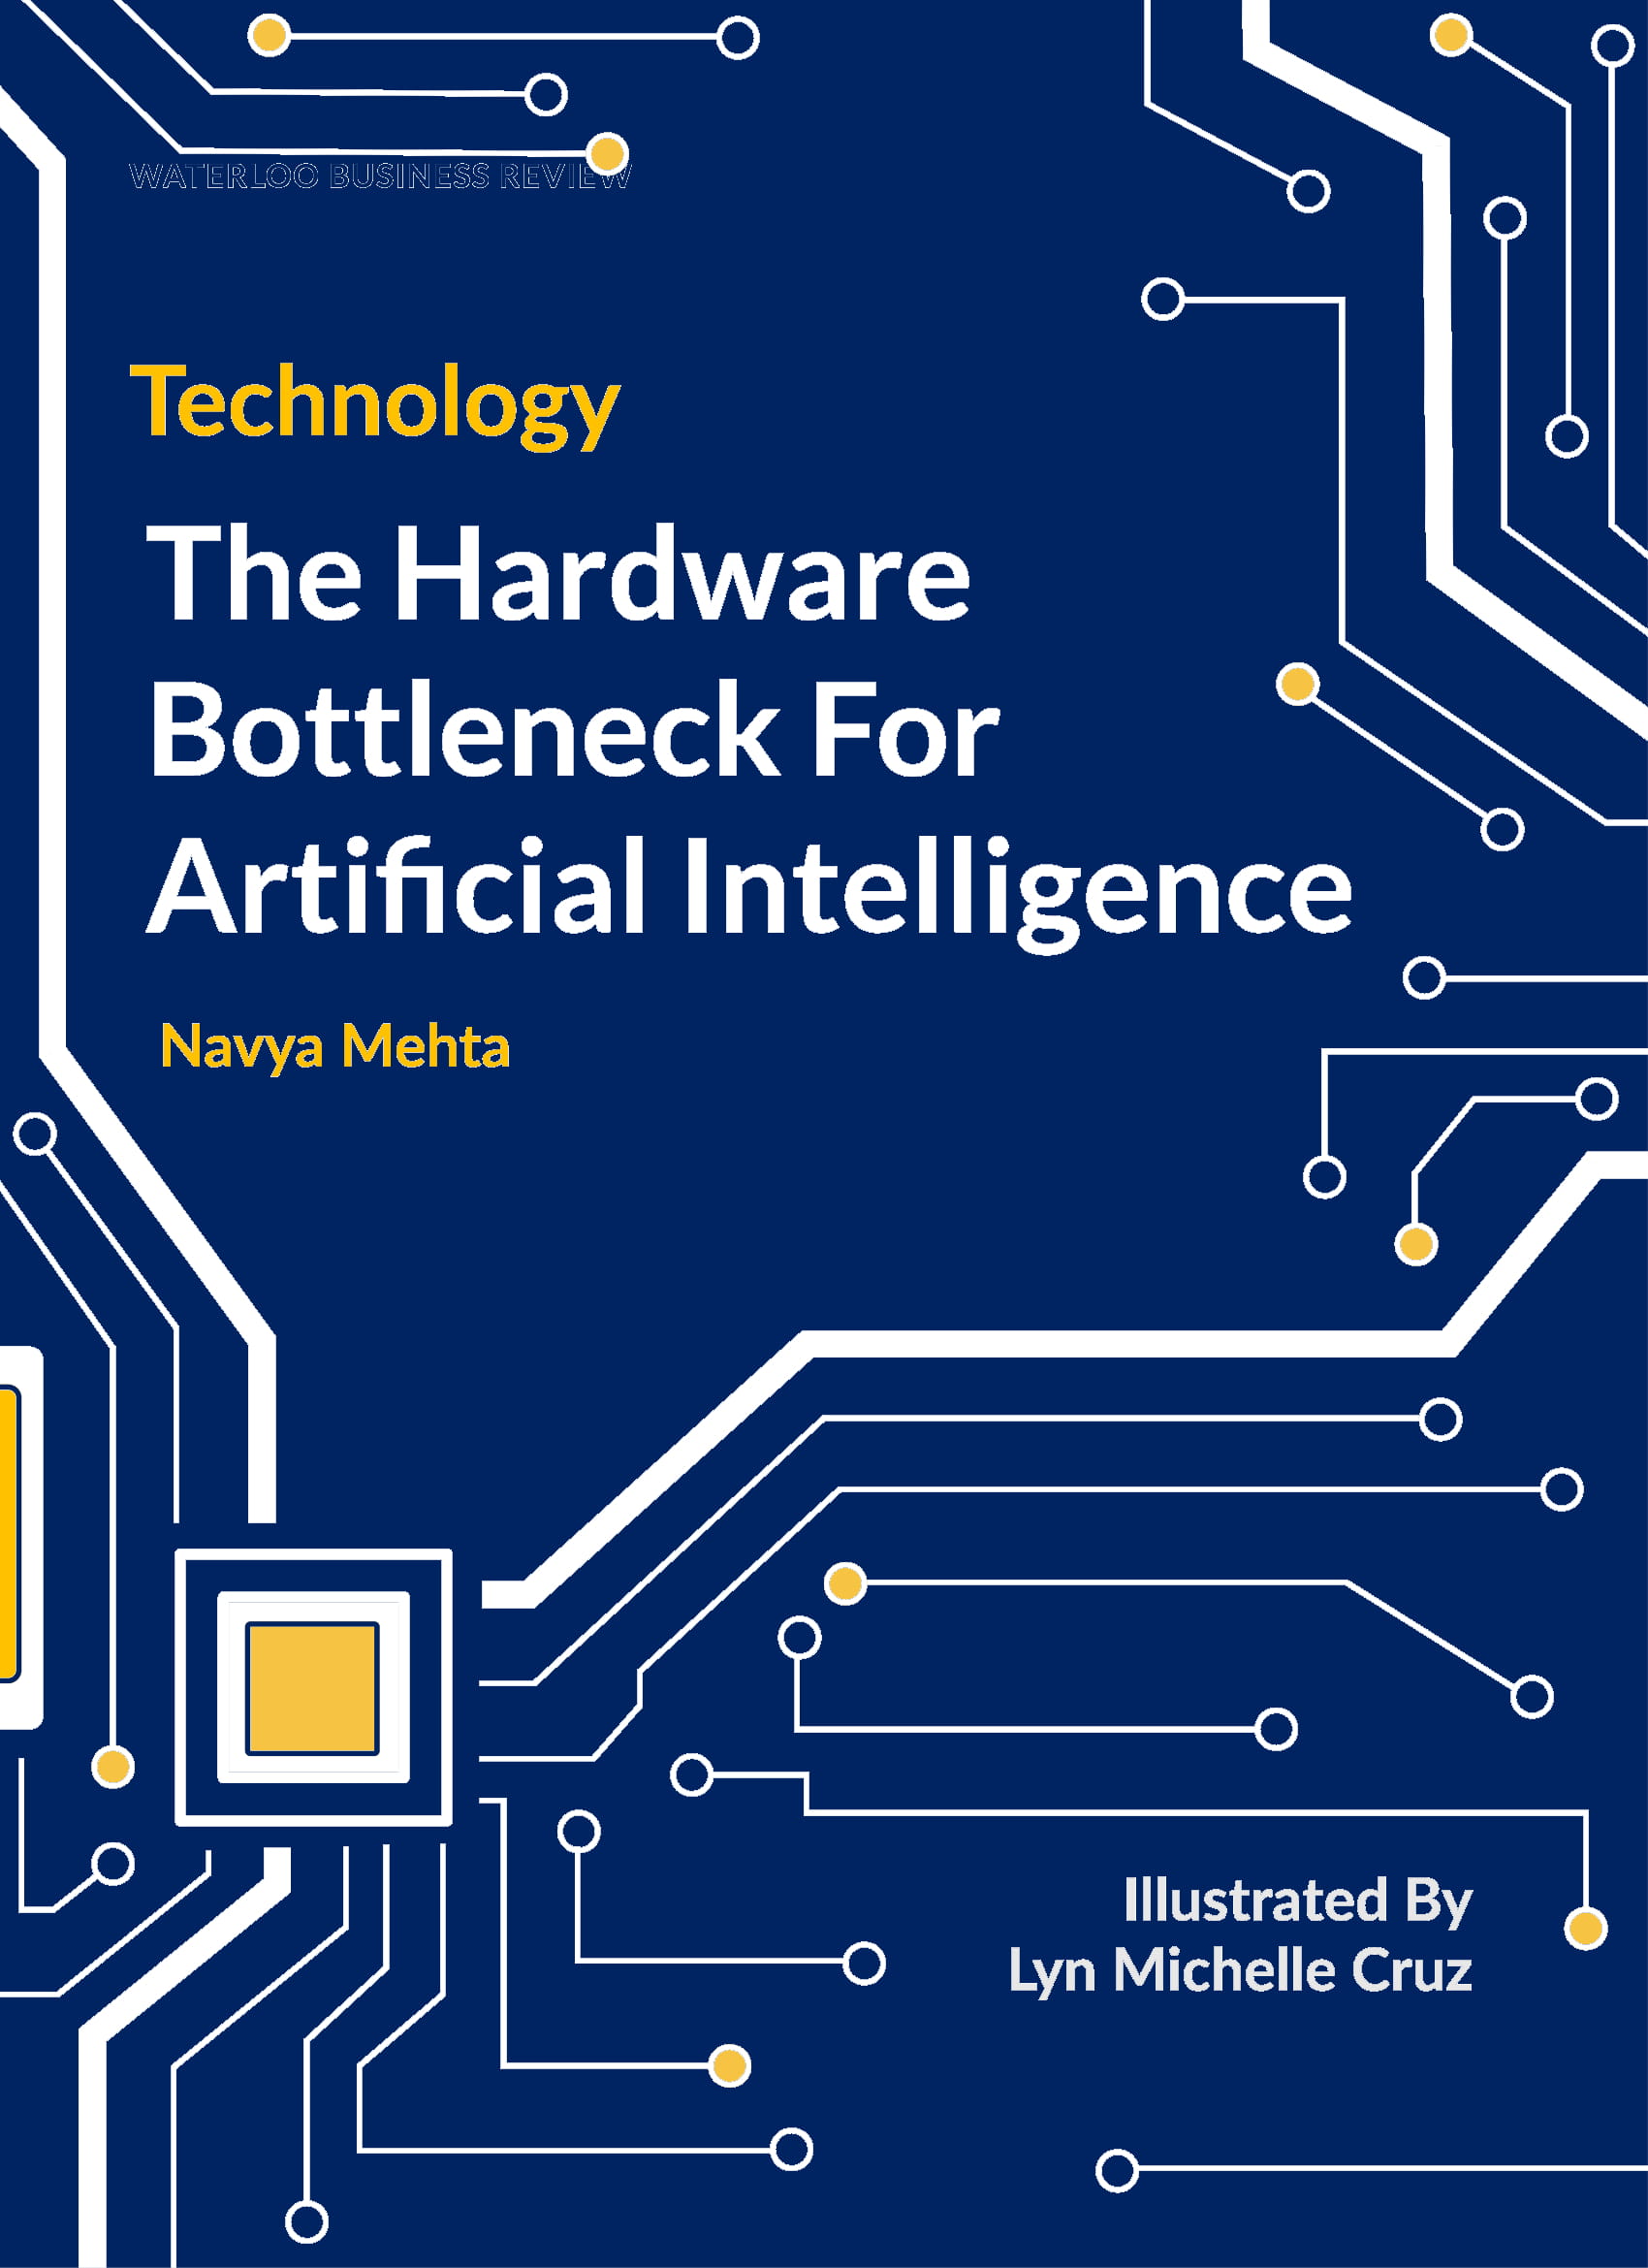 WATERLOO BUSINESS REVIEW
Technology
The Hardware
Bottleneck For
Artificial Intelligence
Navya Mehta
Illustrated By
Lyn Michelle Cruz